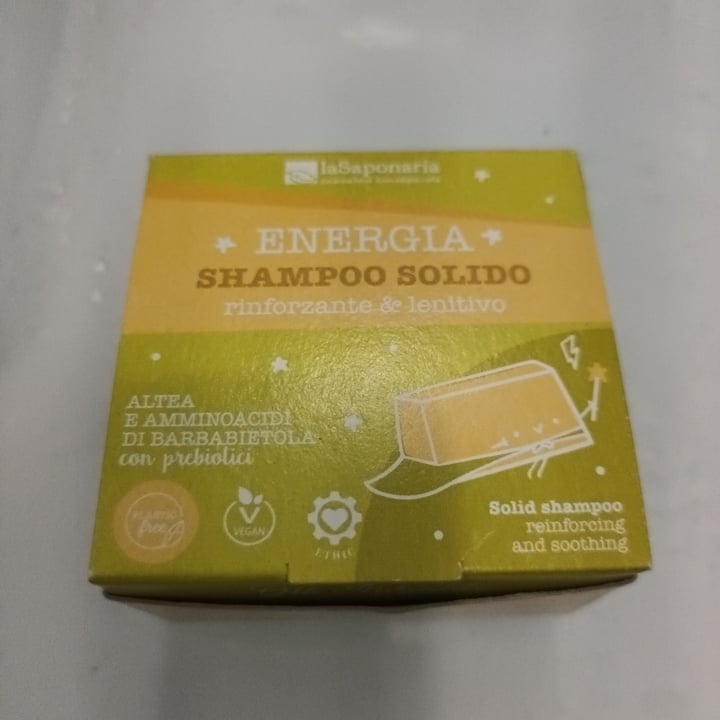 laSaponaria
ENERGIA
SHAMPOO SOLIDO
rinforzante & lenitivo
ALTEA
E AMMINOACIDI
DI BARBABIETOLA
con prebiotici
PLASTIC
free
VEGAN
ETHIC
Solid shampoo
reinforcing
and soothing